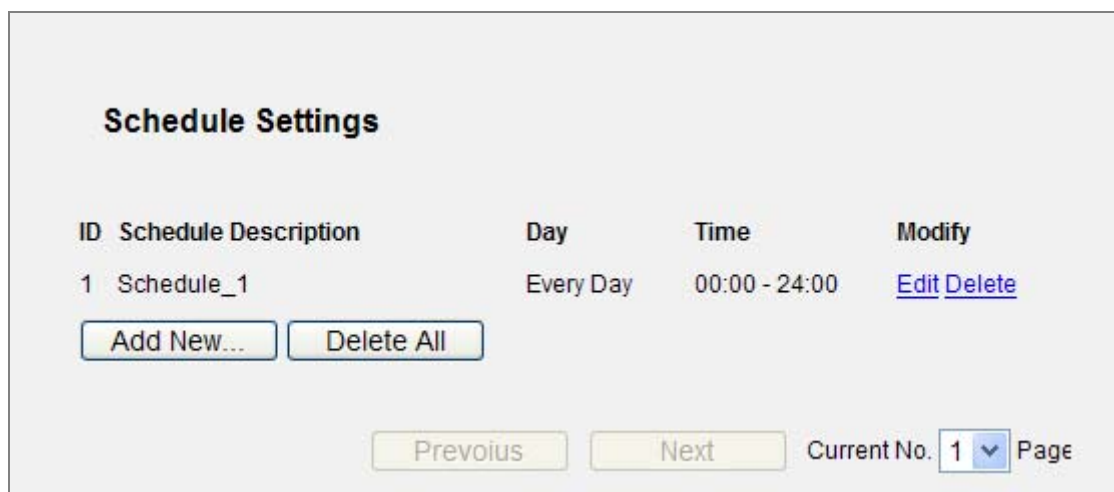 Schedule Settings
ID Schedule Description Day Time Modify
1 Schedule_1 Every Day 00:00 - 24:00 Edit Delete
Add New... Delete All
Prevoius Next Current No. 1 Page